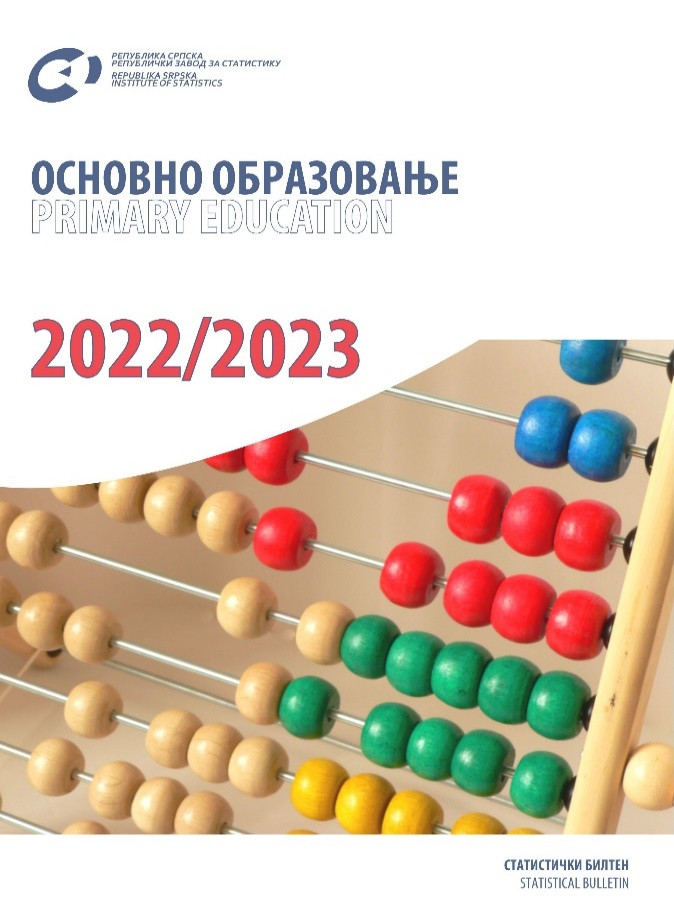 РЕПУБЛИКА СРПСКА
РЕПУБЛИЧКИ ЗАВОД ЗА СТАТИСТИКУ
REPUBLIKA SRPSKA
INSTITUTE OF STATISTICS
ОСНОВНО ОБРАЗОВАЊЕ
PRIMARY EDUCATION
2022/2023
СТАТИСТИЧКИ БИЛТЕН
STATISTICAL BULLETIN